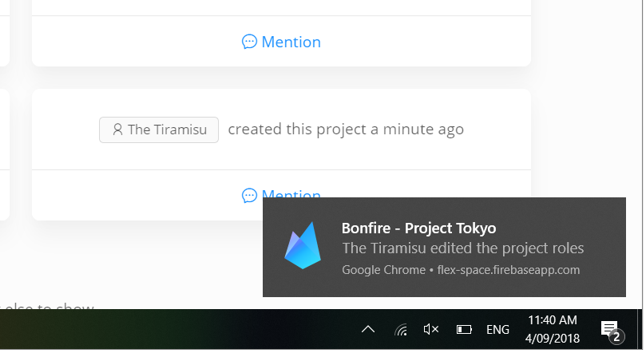 Mention
The Tiramisu created this project a minute ago
Mention
Bonfire - Project Tokyo
The Tiramisu edited the project roles
Google Chrome • flex-space.firebaseapp.com
else to show
ENG
11:40 AM
4/09/2018
2